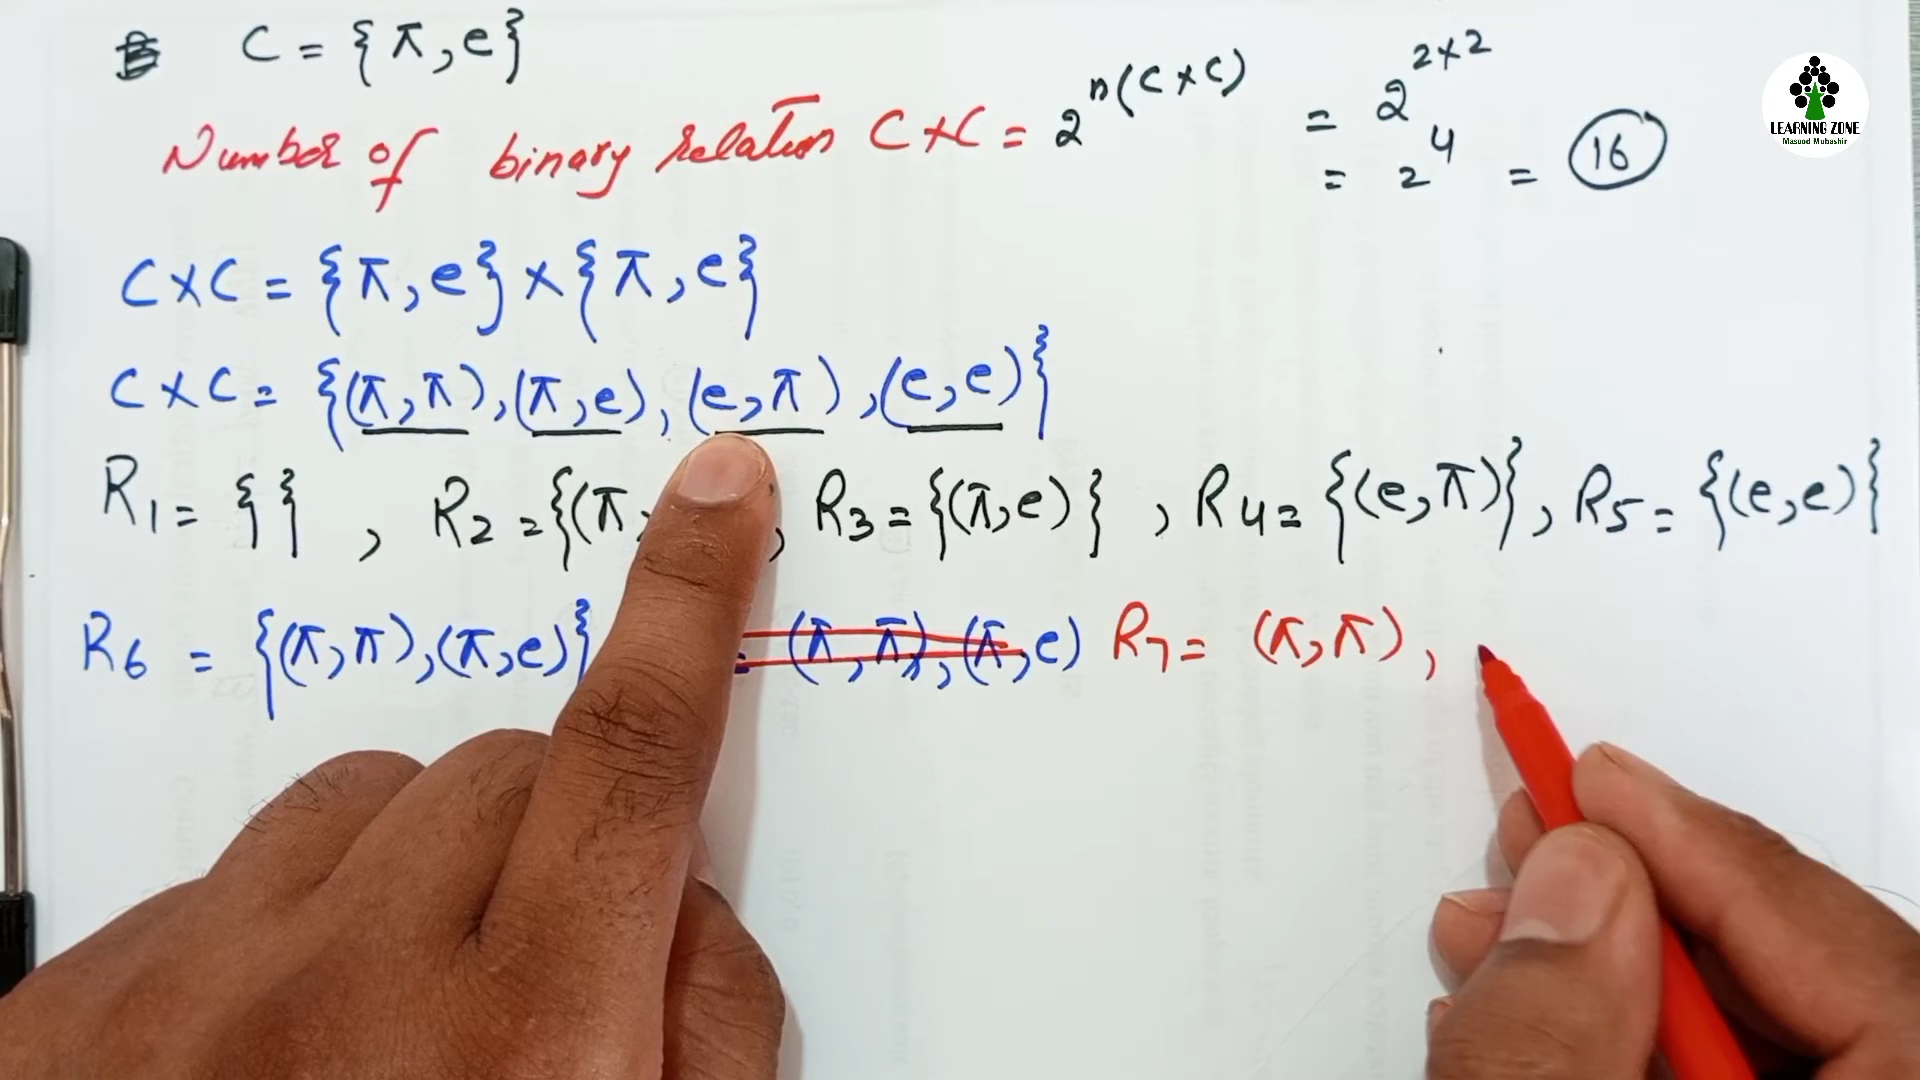 C = {π, e}
Number of binary relation C×C = 2^n(C×C) = 2^2×2
= 2^4 = 16
LEARNING ZONE
Masood Mubashir
C×C = {π, e} × {π, e}
C×C = {(π,π), (π,e), (e,π), (e,e)}
R1 = { } , R2 = {(π, , R3 = {(π,e)} , R4 = {(e,π)}, R5 = {(e,e)}
R6 = {(π,π), (π,e)} = (π,π), (π,e) R7 = (π,π),